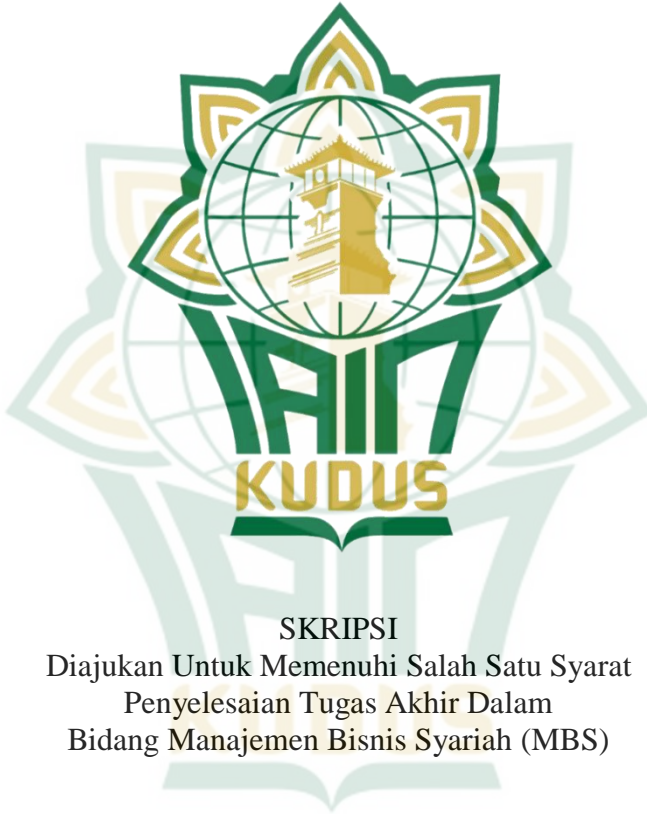 IAIN
KUDUS
SKRIPSI
Diajukan Untuk Memenuhi Salah Satu Syarat
Penyelesaian Tugas Akhir Dalam
Bidang Manajemen Bisnis Syariah (MBS)